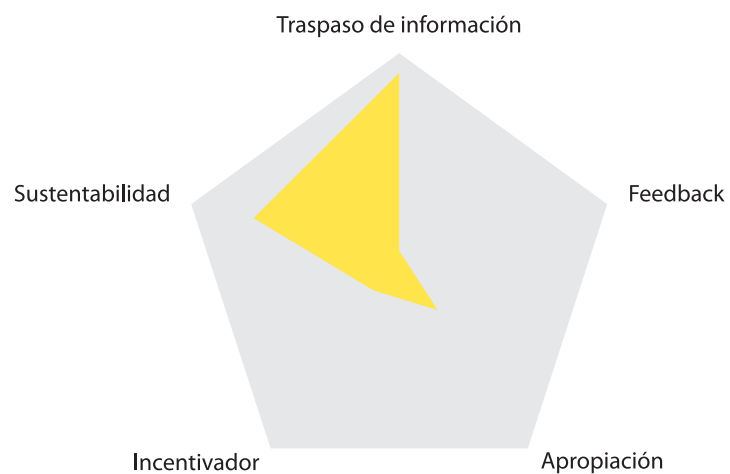 Traspaso de información
Sustentabilidad
Feedback
Incentivador
Apropiación